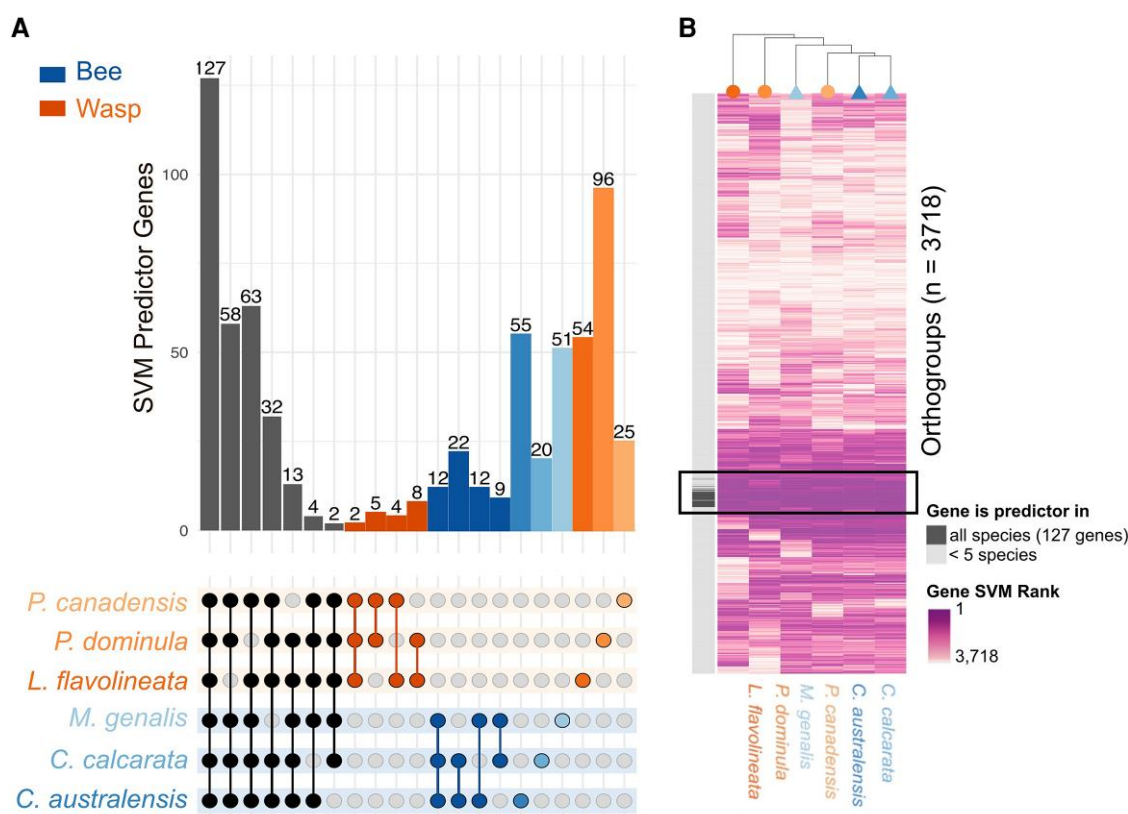 A
Bee
Wasp
SVM Predictor Genes
100
50
0
127
58
63
32
13
4
2
2
5
4
8
12
22
12
9
55
20
51
54
96
25
P. canadensis
P. dominula
L. flavolineata
M. genalis
C. calcarata
C. australensis
B
Orthogroups (n = 3718)
Gene is predictor in
all species (127 genes)
< 5 species
Gene SVM Rank
1
3,718
L. flavolineata
P. dominula
M. genalis
P. canadensis
C. australensis
C. calcarata